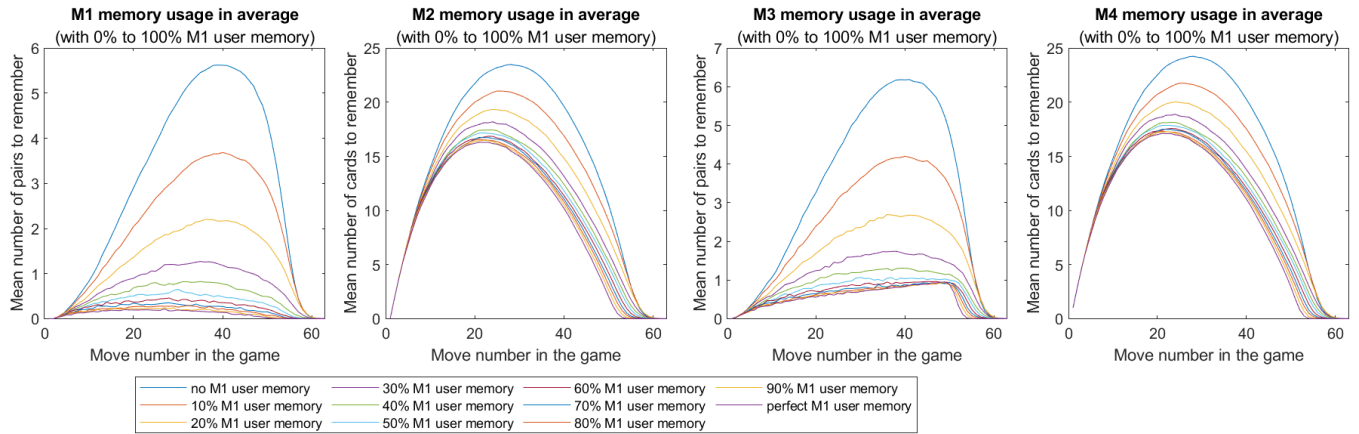 M1 memory usage in average
(with 0% to 100% M1 user memory)
Mean number of pairs to remember
6
5
4
3
2
1
0
0
20
40
60
Move number in the game
M2 memory usage in average
(with 0% to 100% M1 user memory)
Mean number of cards to remember
25
20
15
10
5
0
0
20
40
60
Move number in the game
M3 memory usage in average
(with 0% to 100% M1 user memory)
Mean number of pairs to remember
7
6
5
4
3
2
1
0
0
20
40
60
Move number in the game
M4 memory usage in average
(with 0% to 100% M1 user memory)
Mean number of cards to remember
25
20
15
10
5
0
0
20
40
60
Move number in the game
no M1 user memory
10% M1 user memory
20% M1 user memory
30% M1 user memory
40% M1 user memory
50% M1 user memory
60% M1 user memory
70% M1 user memory
80% M1 user memory
90% M1 user memory
perfect M1 user memory